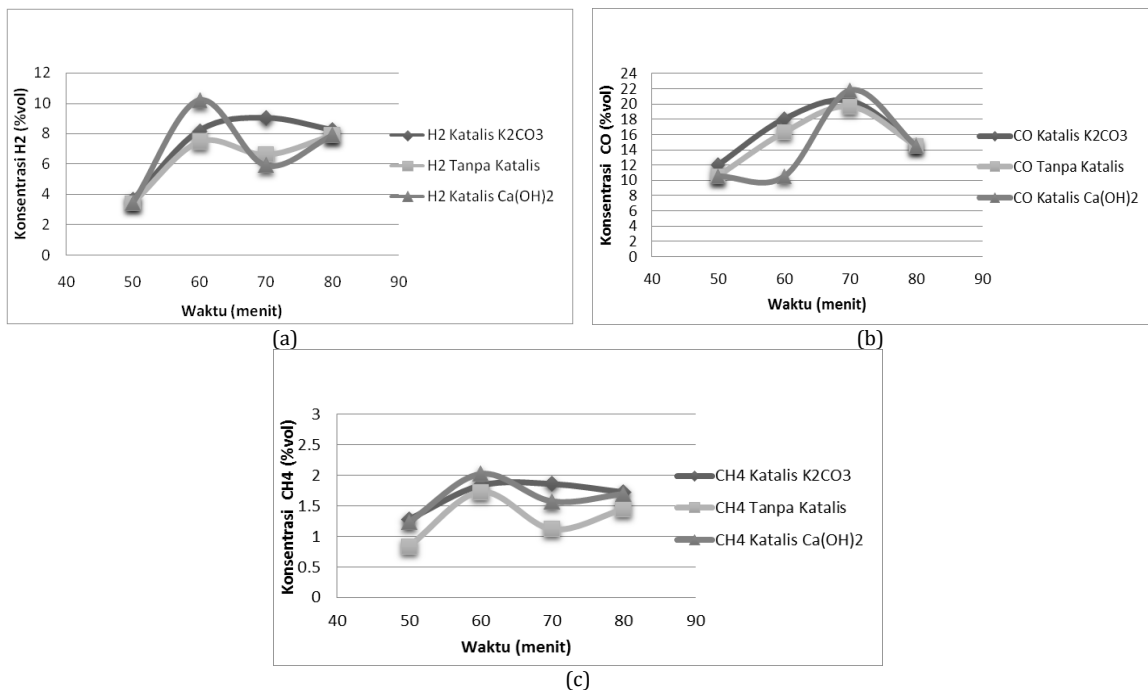 Konsentrasi H2 (%vol)
12
10
8
6
4
2
0
40 50 60 70 80 90
Waktu (menit)
H2 Katalis K2CO3
H2 Tanpa Katalis
H2 Katalis Ca(OH)2
(a)
Konsentrasi CO (%vol)
24
22
20
18
16
14
12
10
8
6
4
2
0
40 50 60 70 80 90
Waktu (menit)
CO Katalis K2CO3
CO Tanpa Katalis
CO Katalis Ca(OH)2
(b)
Konsentrasi CH4 (%vol)
3
2.5
2
1.5
1
0.5
0
40 50 60 70 80 90
Waktu (menit)
CH4 Katalis K2CO3
CH4 Tanpa Katalis
CH4 Katalis Ca(OH)2
(c)